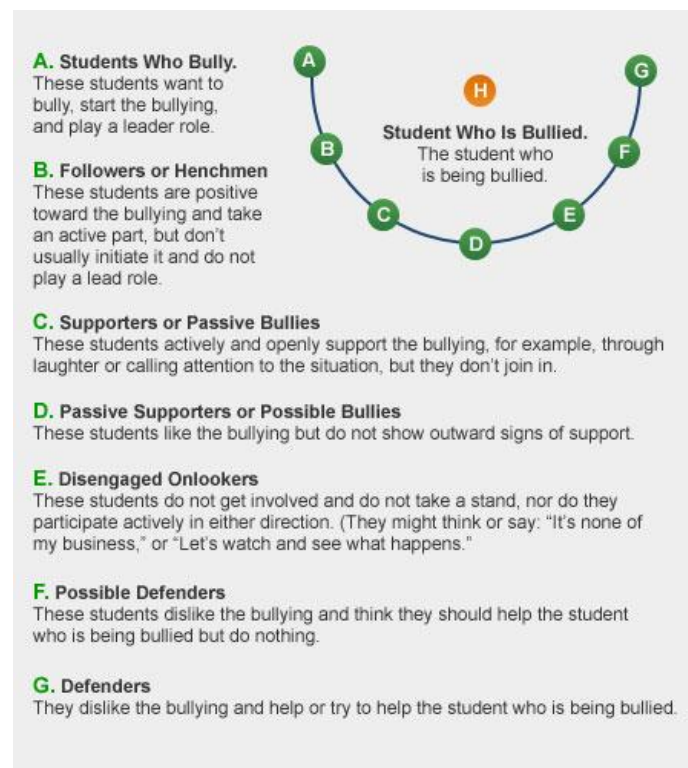 A. Students Who Bully.
These students want to
bully, start the bullying,
and play a leader role.
B. Followers or Henchmen
These students are positive
toward the bullying and take
an active part, but don't
usually initiate it and do not
play a lead role.
A
B
C
D
E
F
G
H
Student Who Is Bullied.
The student who
is being bullied.
C. Supporters or Passive Bullies
These students actively and openly support the bullying, for example, through
laughter or calling attention to the situation, but they don't join in.
D. Passive Supporters or Possible Bullies
These students like the bullying but do not show outward signs of support.
E. Disengaged Onlookers
These students do not get involved and do not take a stand, nor do they
participate actively in either direction. (They might think or say: “It's none of
my business,” or “Let's watch and see what happens.”
F. Possible Defenders
These students dislike the bullying and think they should help the student
who is being bullied but do nothing.
G. Defenders
They dislike the bullying and help or try to help the student who is being bullied.